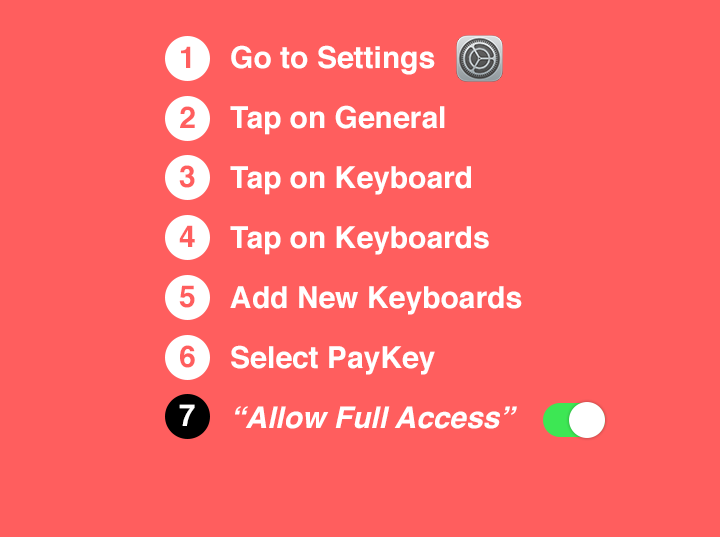 1 Go to Settings
2 Tap on General
3 Tap on Keyboard
4 Tap on Keyboards
5 Add New Keyboards
6 Select PayKey
7 “Allow Full Access”